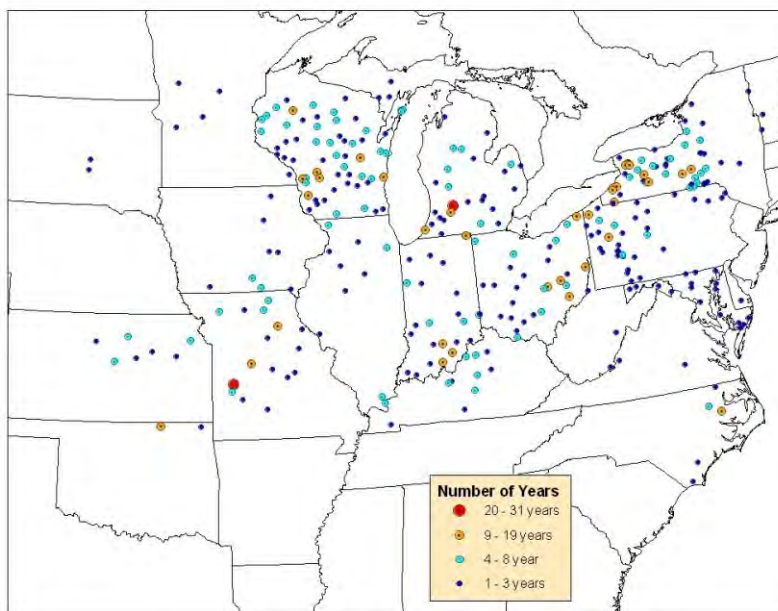 Number of Years
20 - 31 years
9 - 19 years
4 - 8 year
1 - 3 years